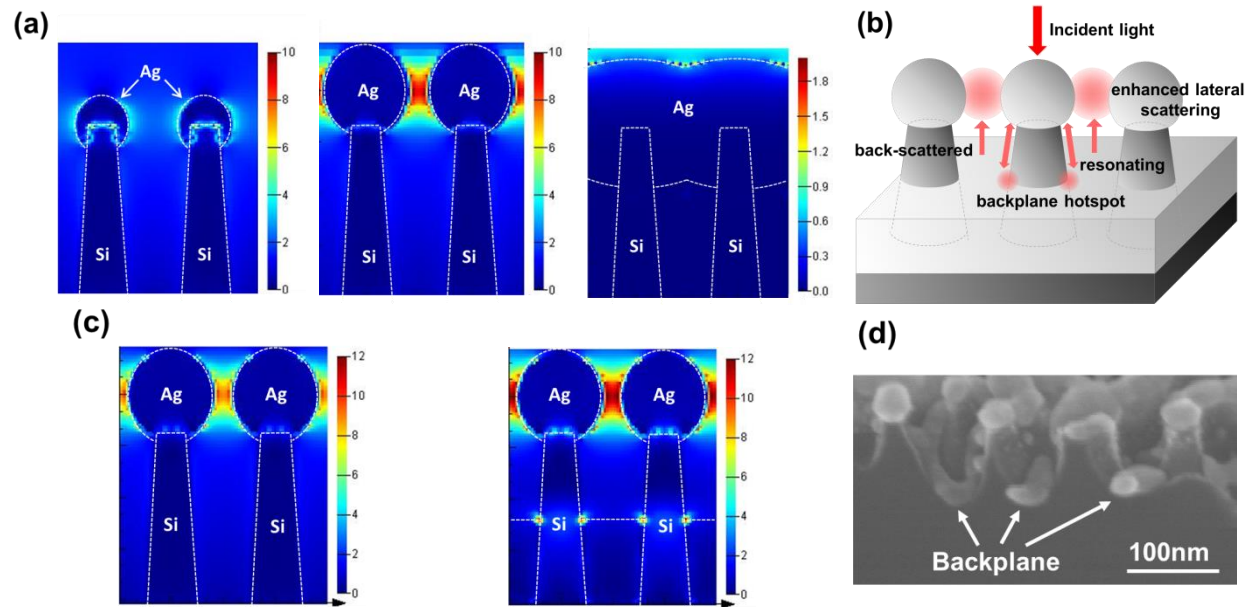 (a)
Ag
Si
Si
10
8
6
4
2
0
Ag
Ag
Si
Si
10
8
6
4
2
0
Ag
Si
Si
1.8
1.5
1.2
0.9
0.6
0.3
0.0
(b)
Incident light
enhanced lateral
scattering
back-scattered
resonating
backplane hotspot
(c)
Ag
Ag
Si
Si
12
10
8
6
4
2
0
Ag
Ag
Si
Si
12
10
8
6
4
2
0
(d)
Backplane
100nm